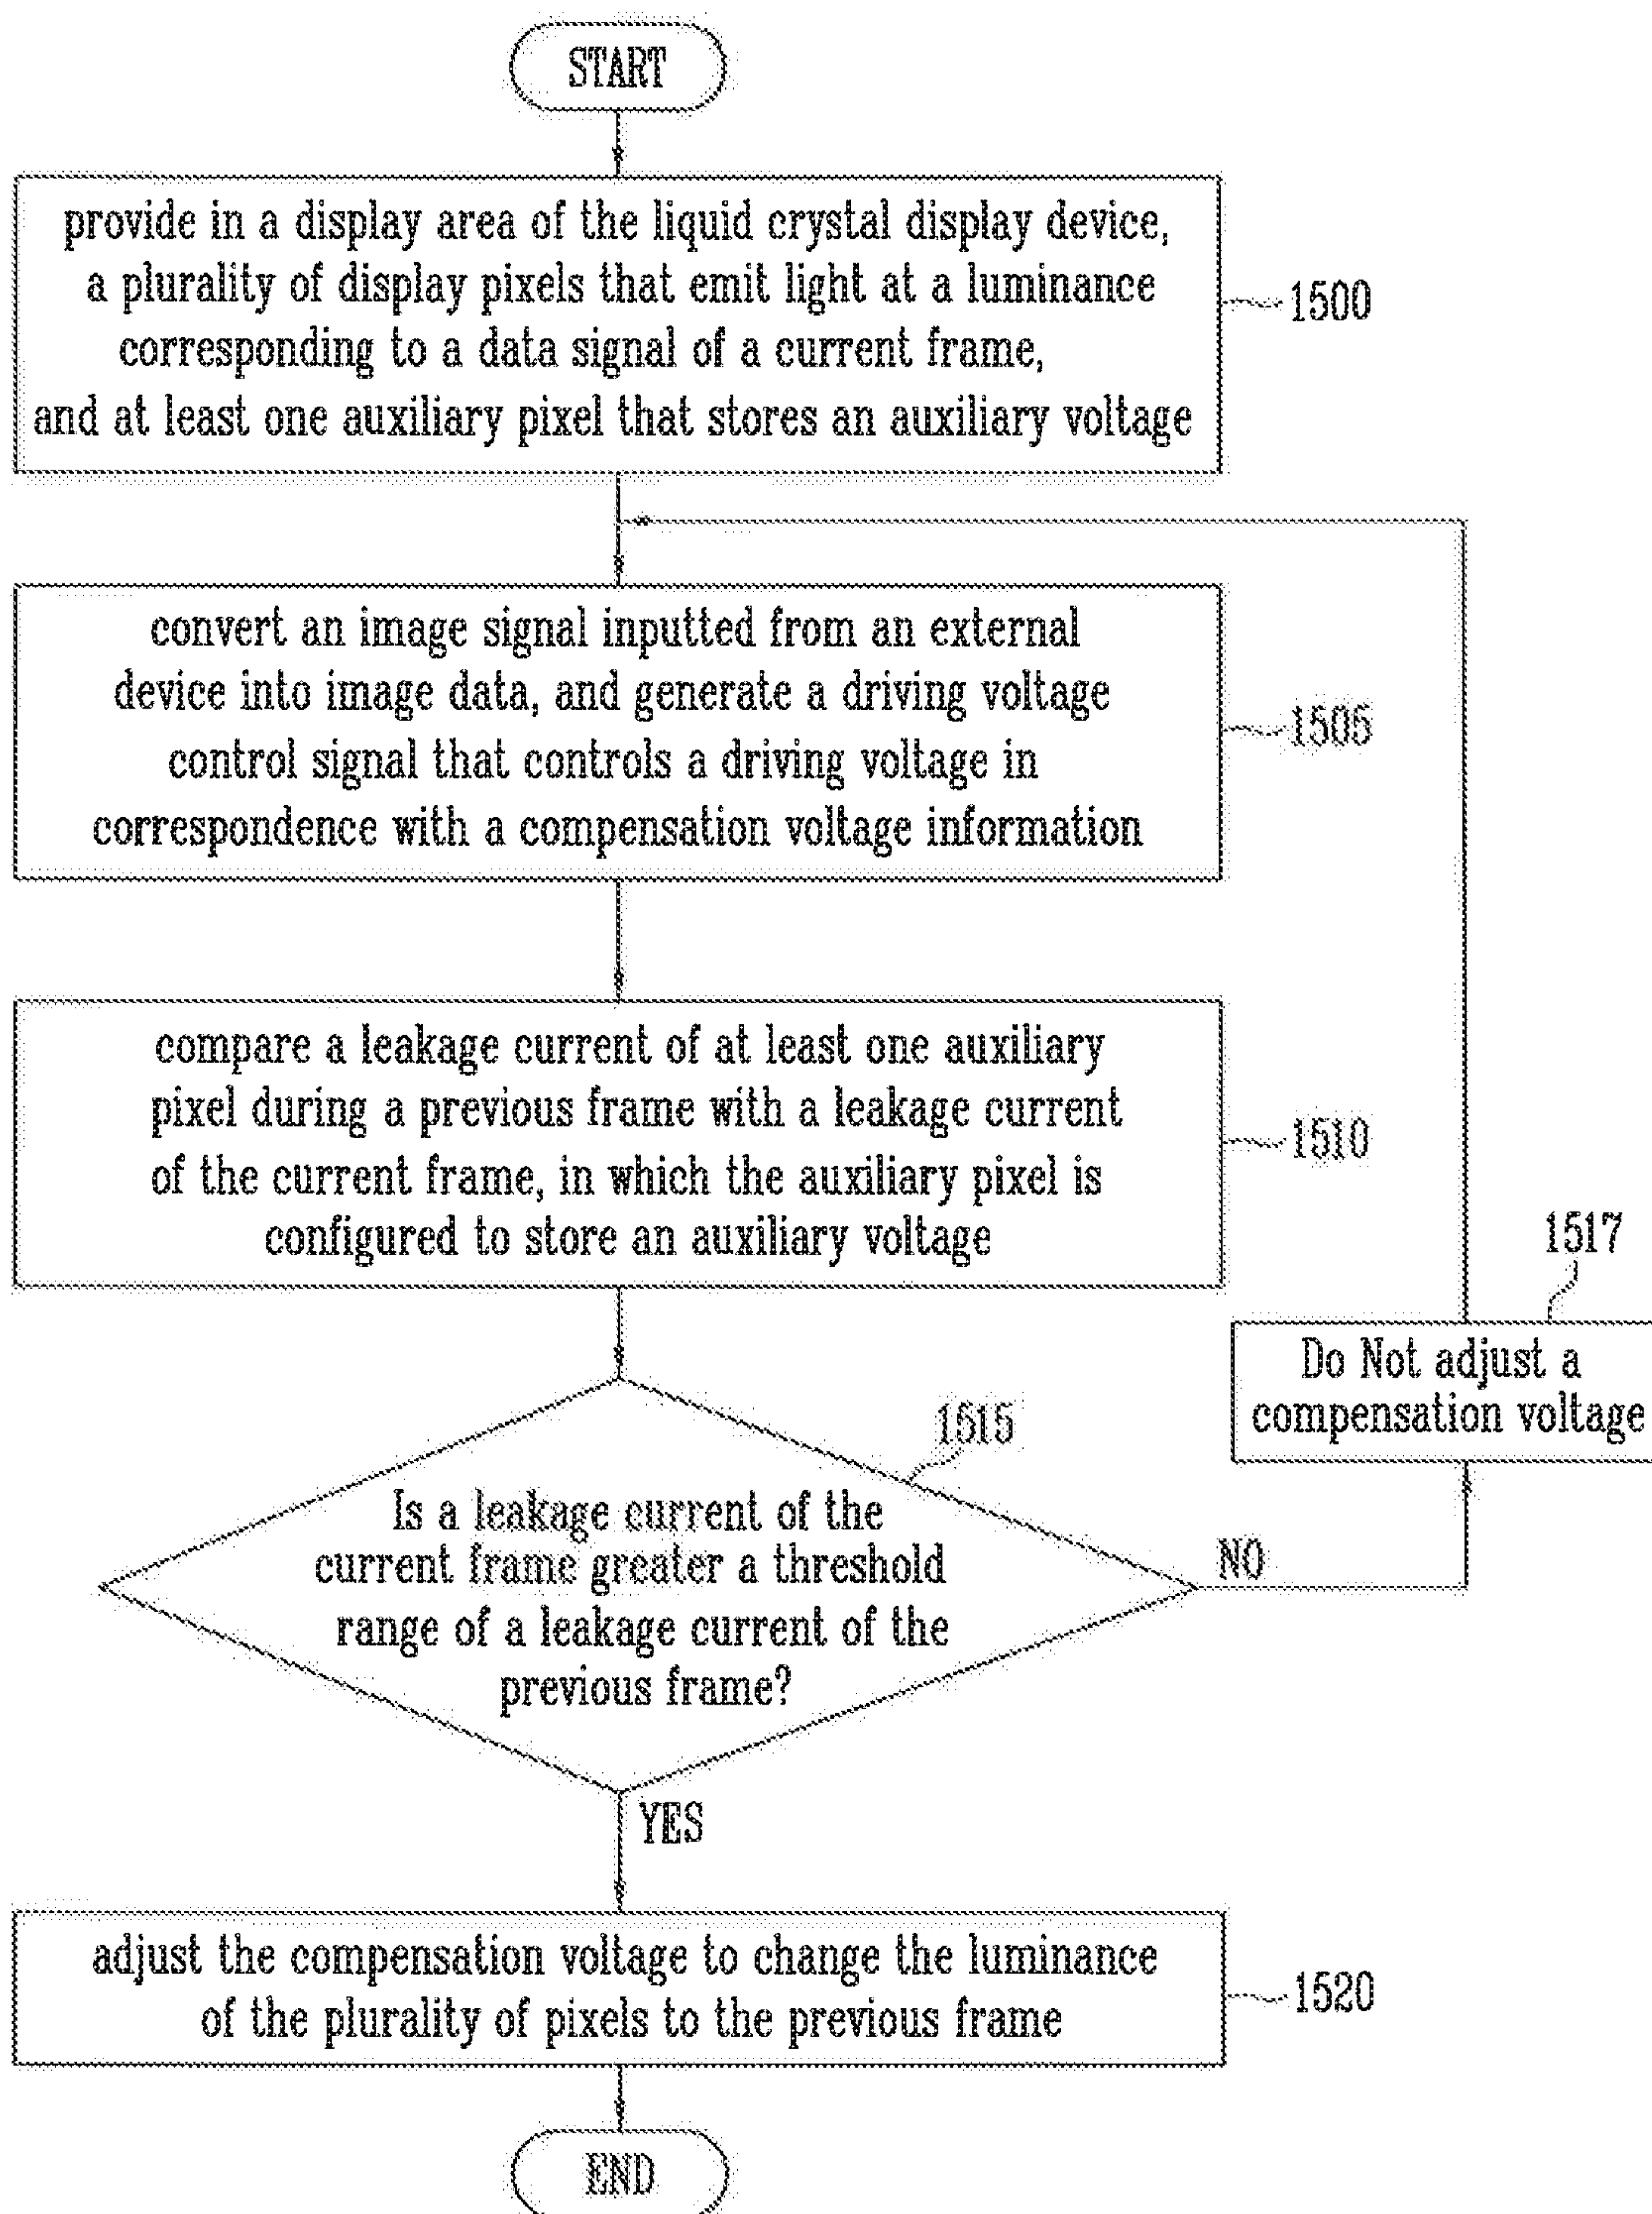 START
provide in a display area of the liquid crystal display device,
a plurality of display pixels that emit light at a luminance
corresponding to a data signal of a current frame,
and at least one auxiliary pixel that stores an auxiliary voltage
1500
convert an image signal inputted from an external
device into image data, and generate a driving voltage
control signal that controls a driving voltage in
correspondence with a compensation voltage information
1505
compare a leakage current of at least one auxiliary
pixel during a previous frame with a leakage current
of the current frame, in which the auxiliary pixel is
configured to store an auxiliary voltage
1510
1517
Do Not adjust a
compensation voltage
1515
Is a leakage current of the
current frame greater a threshold
range of a leakage current of the
previous frame?
NO
YES
adjust the compensation voltage to change the luminance
of the plurality of pixels to the previous frame
1520
END